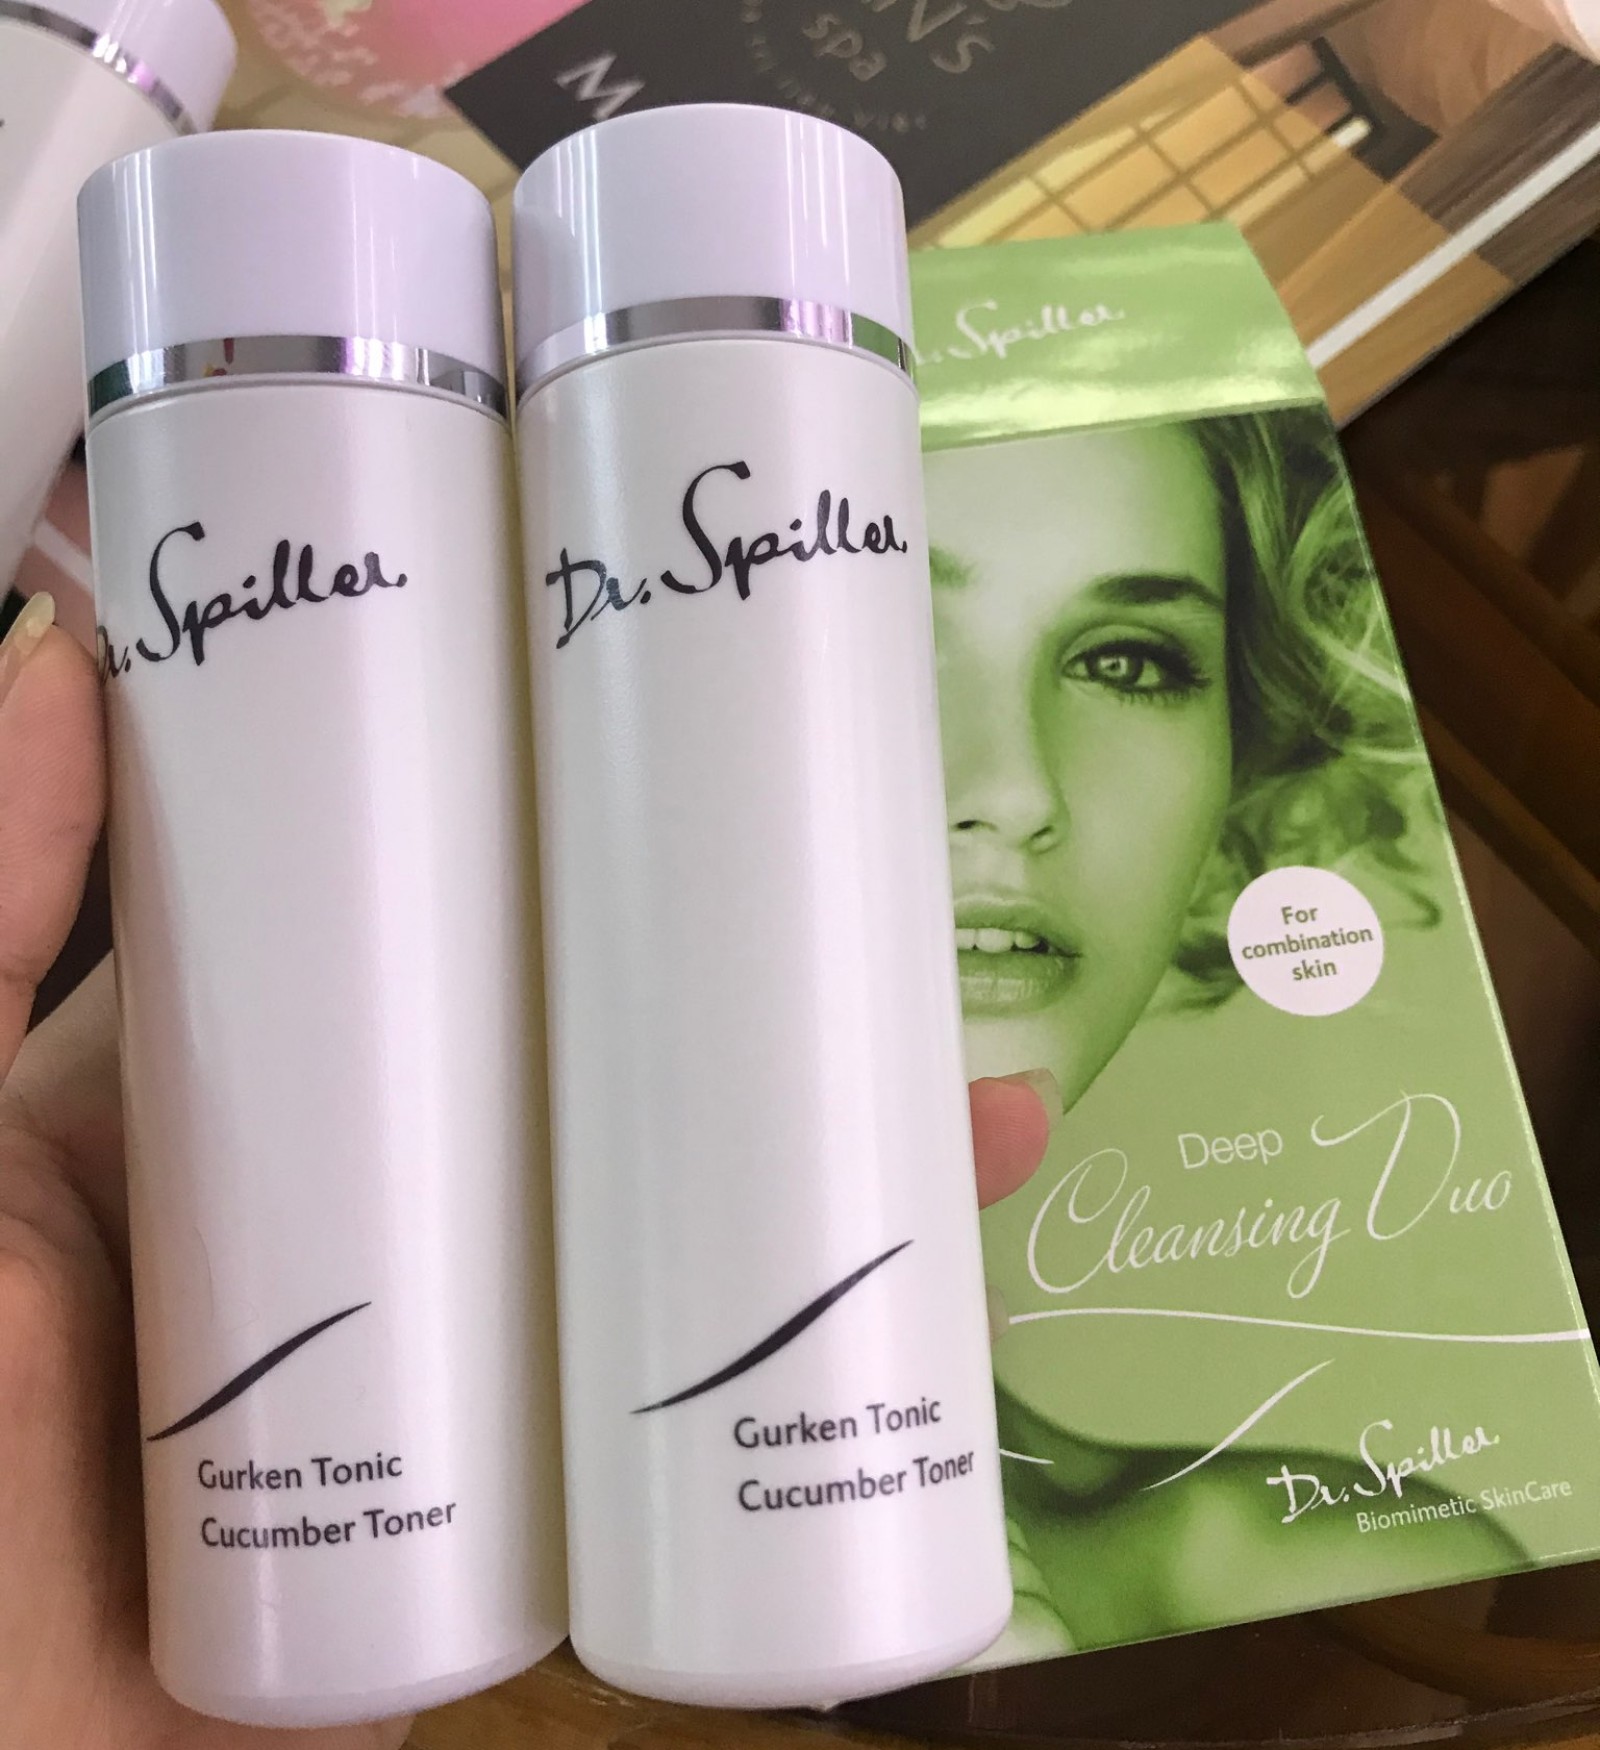 spa
Dr. Spiller.
Gurken Tonic
Cucumber Toner
Dr. Spiller.
Gurken Tonic
Cucumber Toner
Spiller.
For
combination
skin
Deep
Cleansing Duo
Dr. Spiller.
Biomimetic SkinCare